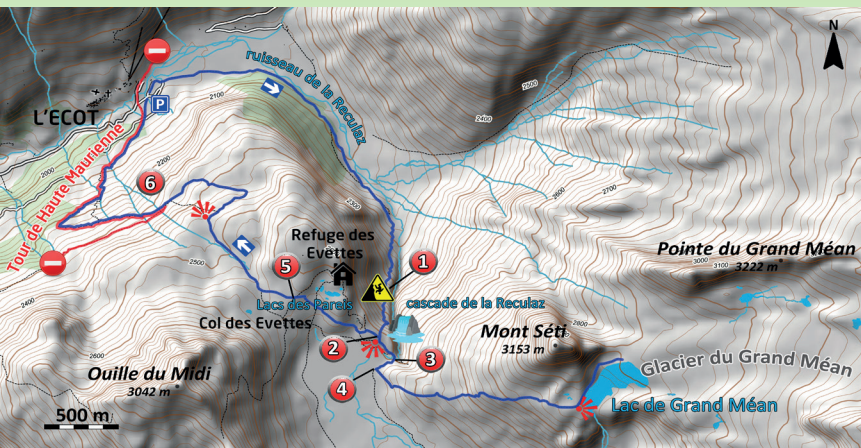 N
ruisseau de la Reculaz
P
L'ECOT
2100
2500
2400
2200
2000
6
2300
2600
2700
Tour de Haute Maurienne
Refuge des
Evettes
Pointe du Grand Méan
3000
3100
3222 m
2500
5
1
Lacs des Pareis
cascade de la Reculaz
2400
Col des Evettes
Mont Séti
2800
3153 m
2
3
2600
Ouille du Midi
3042 m
4
Glacier du Grand Méan
Lac de Grand Méan
500 m